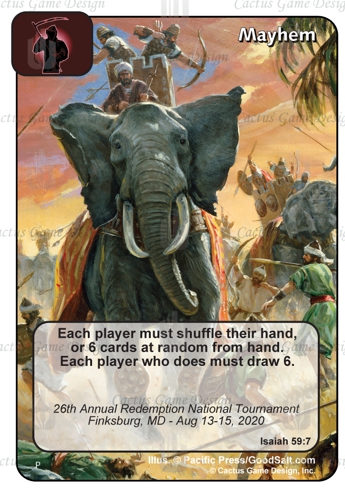 Cactus Game Design
Mayhem
Each player must shuffle their hand,
or 6 cards at random from hand.
Each player who does must draw 6.
26th Annual Redemption National Tournament
Finksburg, MD - Aug 13-15, 2020
Isaiah 59:7
P
Illus © Pacific Press/GoodSalt.com
© Cactus Game Design, Inc.